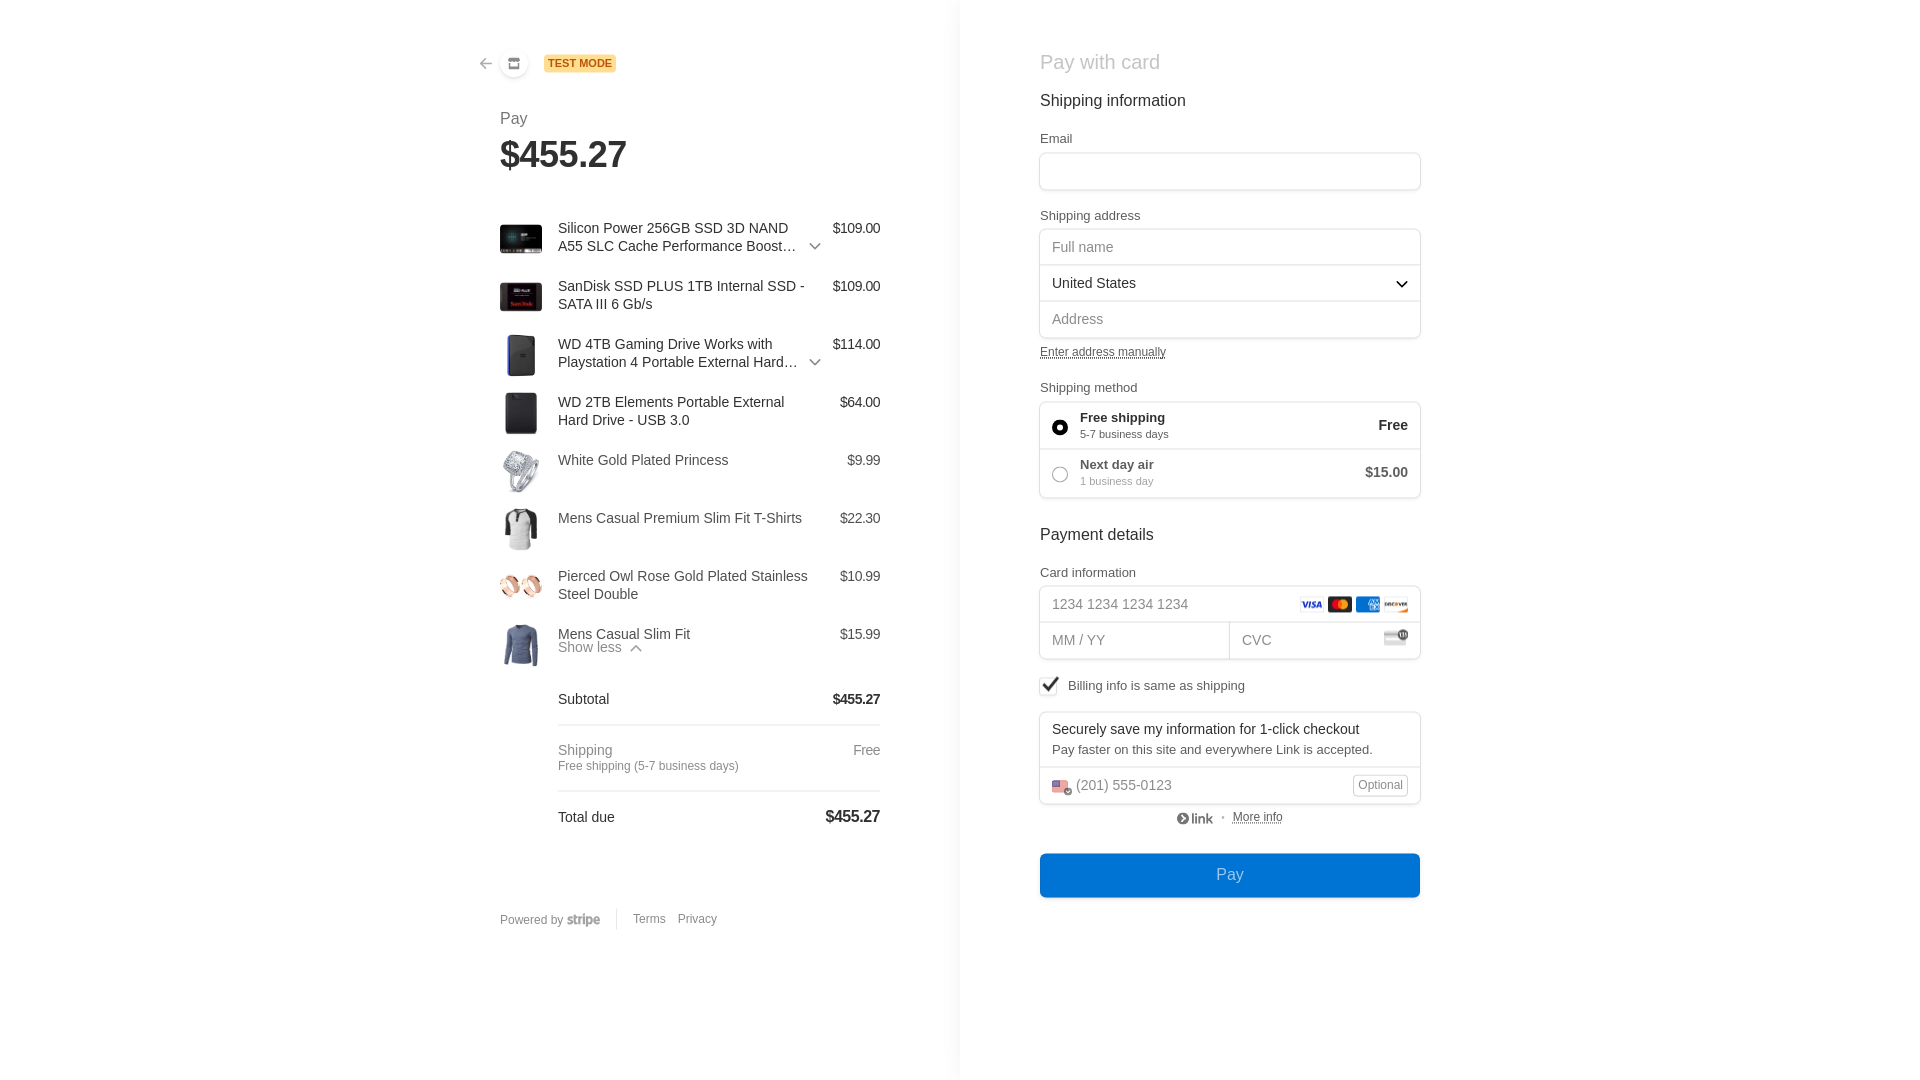 TEST MODE
Pay
$455.27
Silicon Power 256GB SSD 3D NAND $109.00
A55 SLC Cache Performance Boost…
SanDisk SSD PLUS 1TB Internal SSD - $109.00
SATA III 6 Gb/s
WD 4TB Gaming Drive Works with $114.00
Playstation 4 Portable External Hard…
WD 2TB Elements Portable External $64.00
Hard Drive - USB 3.0
White Gold Plated Princess $9.99
Mens Casual Premium Slim Fit T-Shirts $22.30
Pierced Owl Rose Gold Plated Stainless $10.99
Steel Double
Mens Casual Slim Fit $15.99
Show less
Subtotal $455.27
Shipping Free
Free shipping (5-7 business days)
Total due $455.27
Powered by stripe Terms Privacy
Pay with card
Shipping information
Email
Shipping address
Full name
United States
Address
Enter address manually
Shipping method
Free shipping Free
5-7 business days
Next day air $15.00
1 business day
Payment details
Card information
1234 1234 1234 1234 VISA AMEX DISCOVER
MM / YY CVC
Billing info is same as shipping
Securely save my information for 1-click checkout
Pay faster on this site and everywhere Link is accepted.
(201) 555-0123 Optional
link • More info
Pay